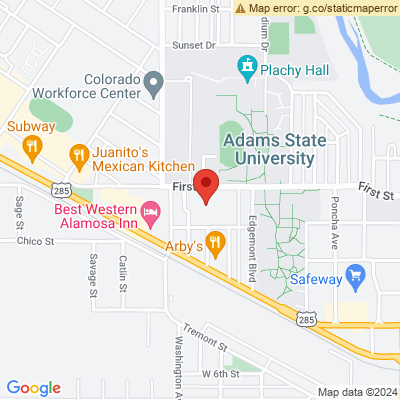 Map error: g.co/staticmaperror
Franklin St
Sunset Dr
Stadium Dr
Plachy Hall
Colorado
Workforce Center
Subway
Adams State
University
Juanito's
Mexican Kitchen
285
First
First St
Sage St
Best Western
Alamosa Inn
Edgemont Blvd
Poncha Ave
Chico St
Arby's
Savage St
Catlin St
Safeway
285
Tremont St
Washington Av
W 6th St
Google
Map data ©2024